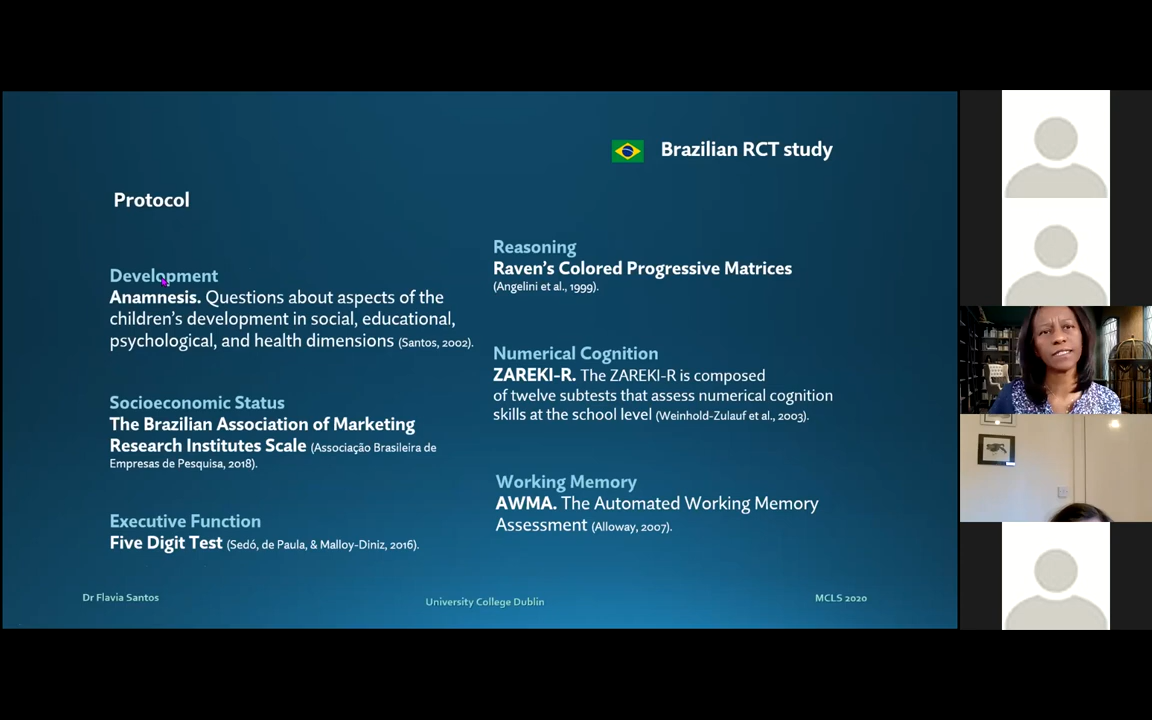 Brazilian RCT study
Protocol
Development
Anamnesis. Questions about aspects of the
children's development in social, educational,
psychological, and health dimensions (Santos, 2002).
Socioeconomic Status
The Brazilian Association of Marketing
Research Institutes Scale (Associação Brasileira de
Empresas de Pesquisa, 2018).
Executive Function
Five Digit Test (Sedó, de Paula, & Malloy-Diniz, 2016).
Reasoning
Raven's Colored Progressive Matrices
(Angelini et al., 1999).
Numerical Cognition
ZAREKI-R. The ZAREKI-R is composed
of twelve subtests that assess numerical cognition
skills at the school level (Weinhold-Zulauf et al., 2003).
Working Memory
AWMA. The Automated Working Memory
Assessment (Alloway, 2007).
Dr Flavia Santos
University College Dublin
MCLS 2020